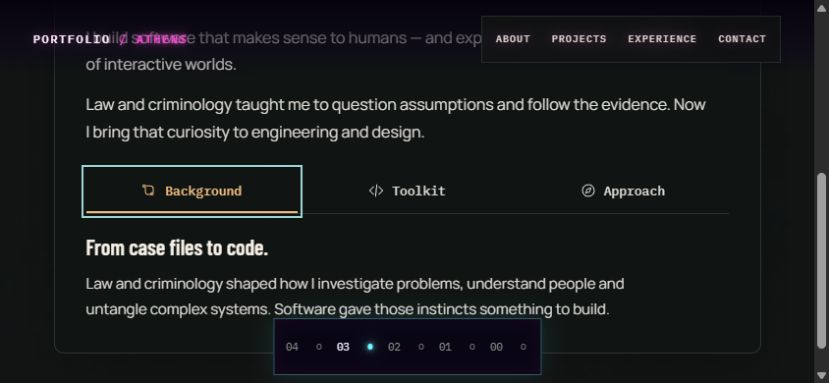 PORTFOLIO / ATHENS
ABOUT PROJECTS EXPERIENCE CONTACT
I build software that makes sense to humans — and
of interactive worlds.
Law and criminology taught me to question assumptions and follow the evidence. Now
I bring that curiosity to engineering and design.
Background Toolkit Approach
From case files to code.
Law and criminology shaped how I investigate problems, understand people and
untangle complex systems. Software gave those instincts something to build.
04 03 02 01 00